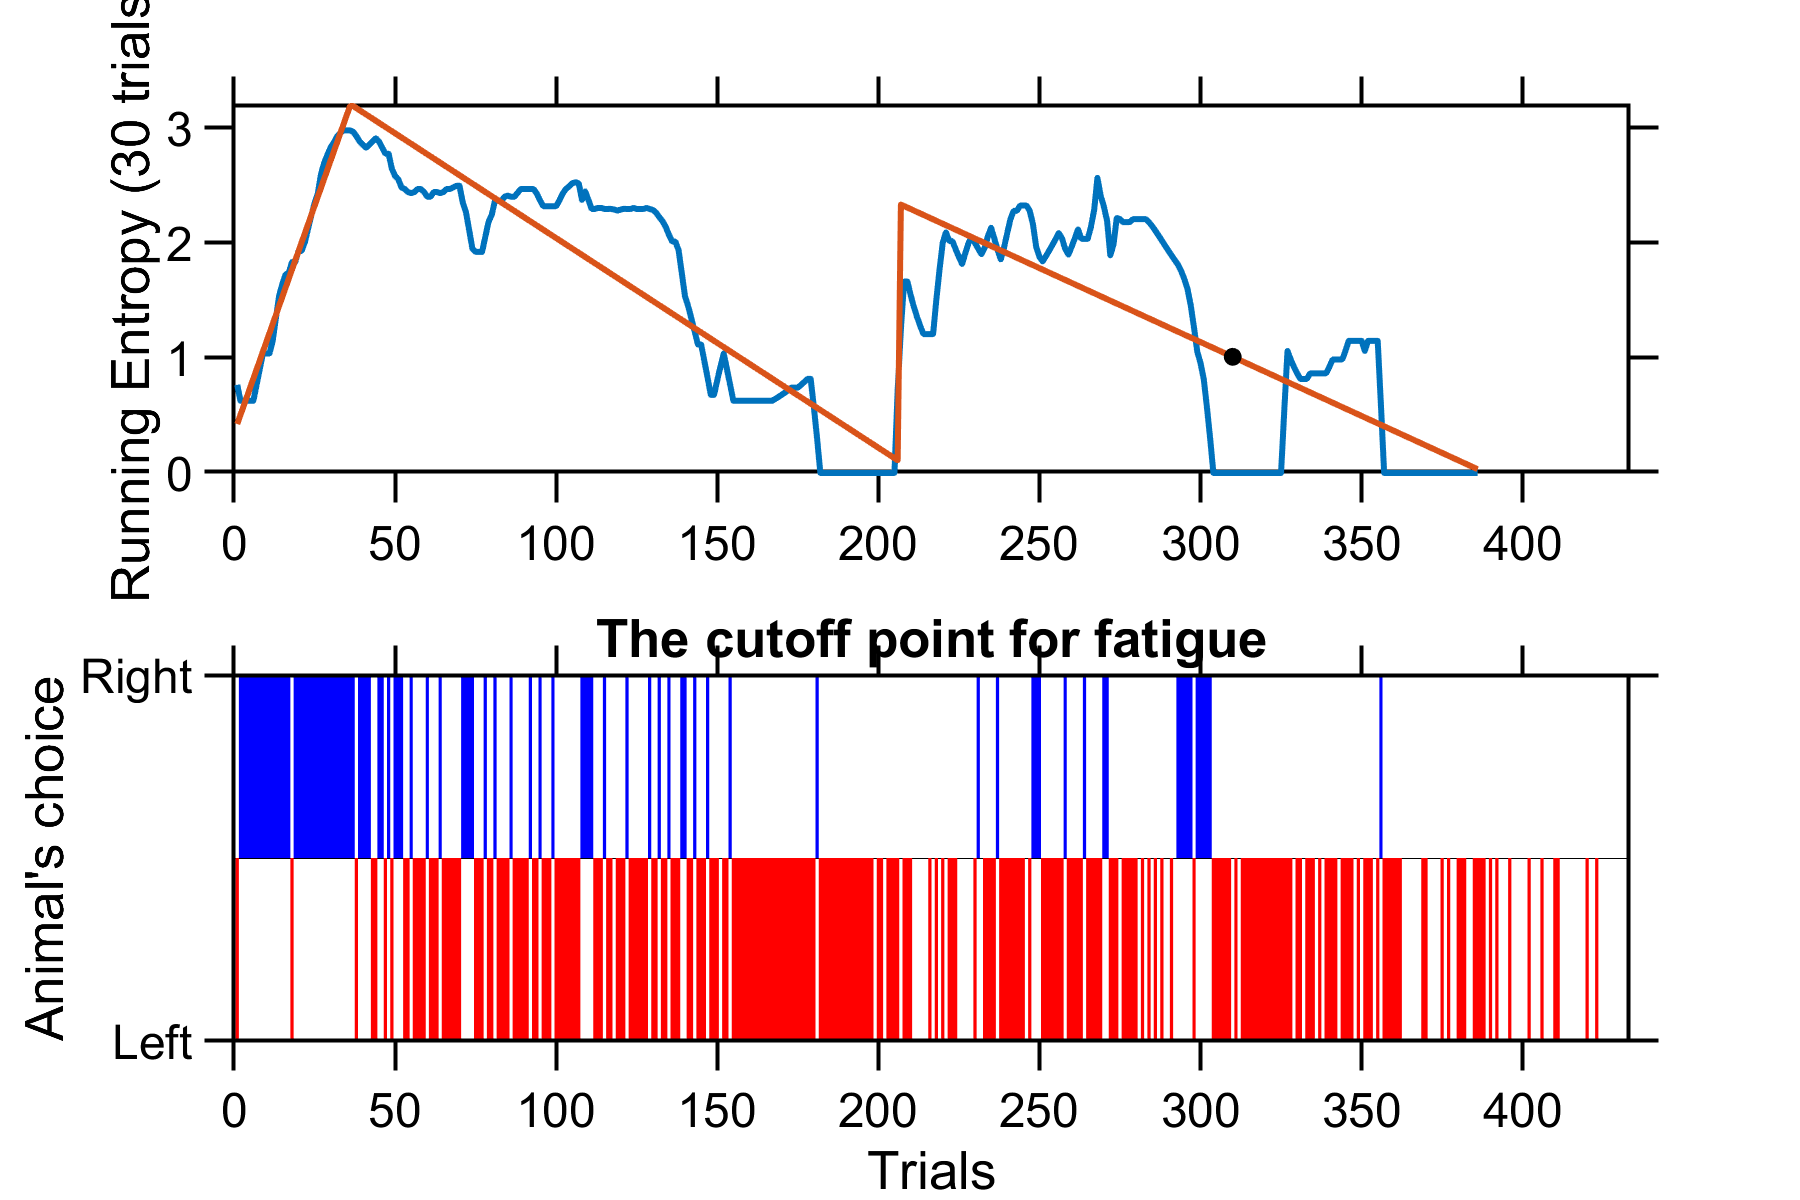 Running Entropy (30 trials
3
2
1
0
0 50 100 150 200 250 300 350 400
The cutoff point for fatigue
Animal's choice
Right
Left
0 50 100 150 200 250 300 350 400
Trials